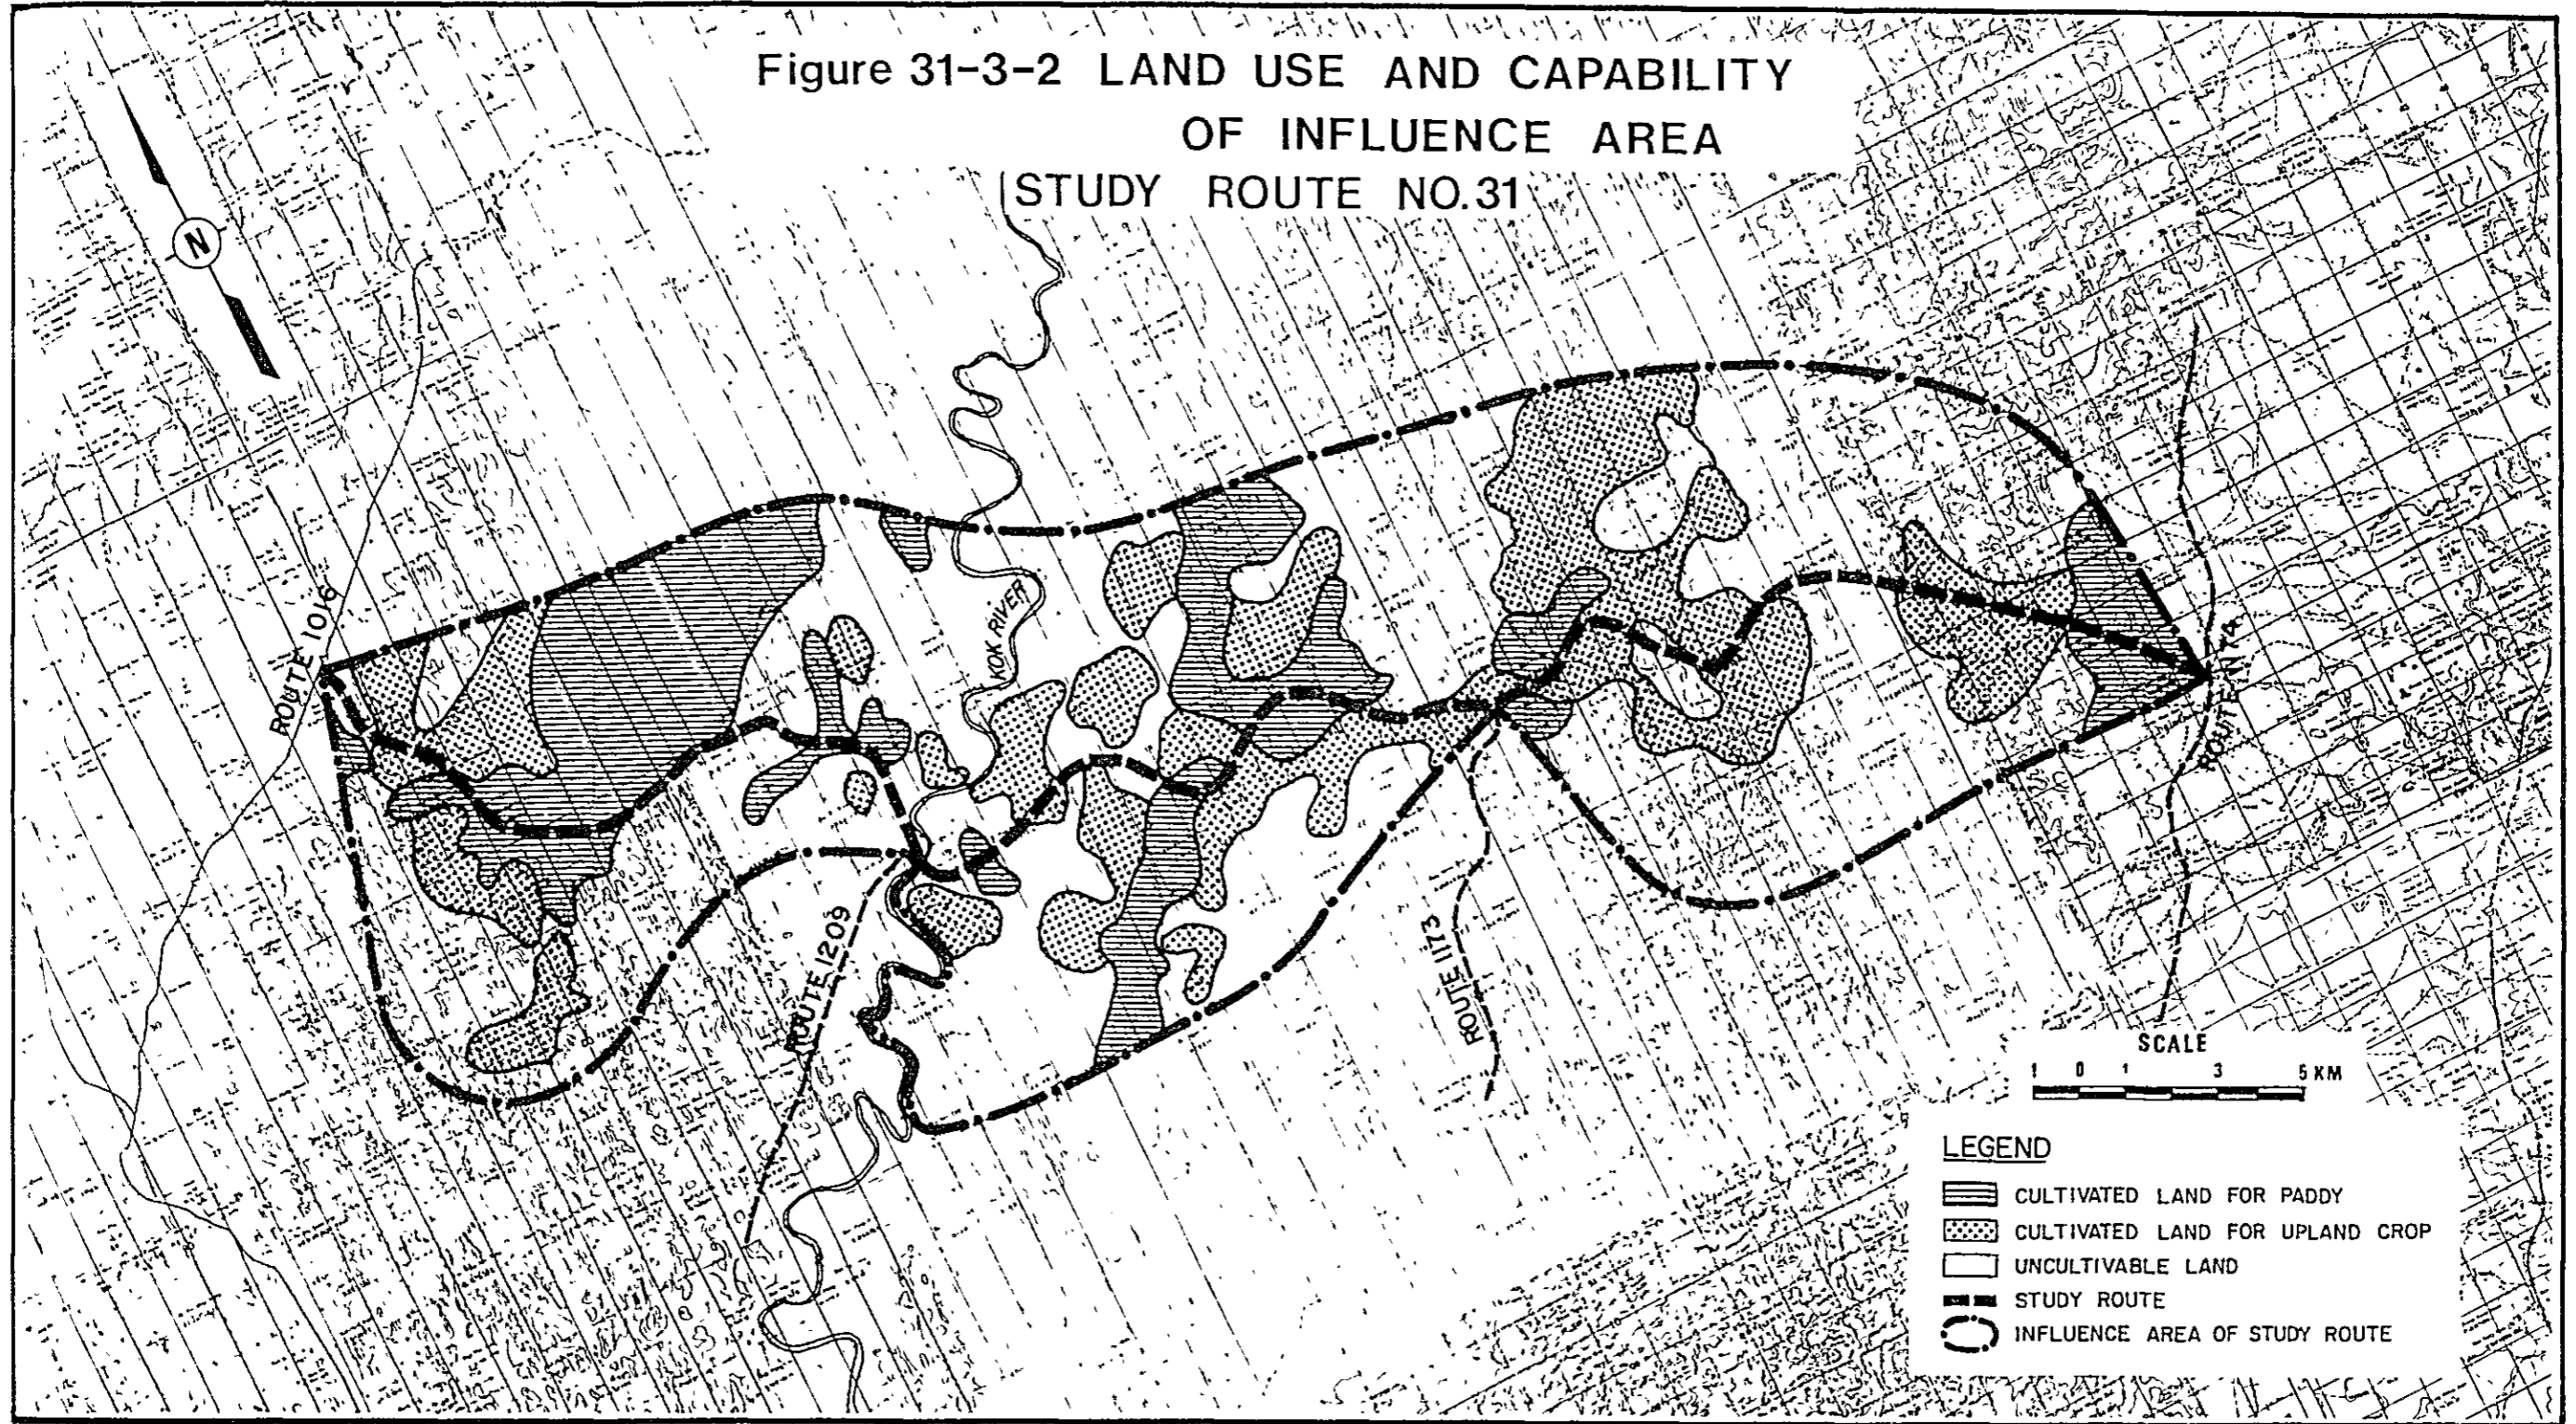 Figure 31-3-2 LAND USE AND CAPABILITY
OF INFLUENCE AREA
STUDY ROUTE NO.31
N
ROUTE 1016
KOK RIVER
ROUTE 1174
ROUTE 1209
ROUTE 1173
SCALE
1 0 1 3 5 KM
LEGEND
CULTIVATED LAND FOR PADDY
CULTIVATED LAND FOR UPLAND CROP
UNCULTIVABLE LAND
STUDY ROUTE
INFLUENCE AREA OF STUDY ROUTE